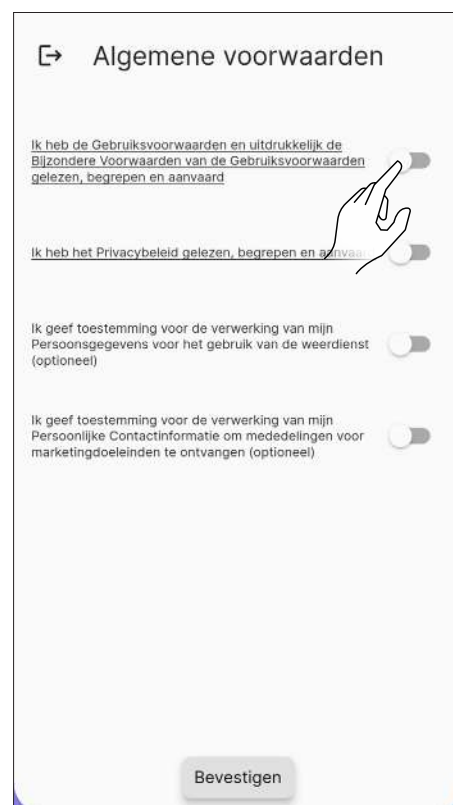 Algemene voorwaarden
Ik heb de Gebruiksvoorwaarden en uitdrukkelijk de
Bijzondere Voorwaarden van de Gebruiksvoorwaarden
gelezen, begrepen en aanvaard
Ik heb het Privacybeleid gelezen, begrepen en
Ik geef toestemming voor de verwerking van mijn
Persoonsgegevens voor het gebruik van de weerdienst
(optioneel)
Ik geef toestemming voor de verwerking van mijn
Persoonlijke Contactinformatie om mededelingen voor
marketingdoeleinden te ontvangen (optioneel)
Bevestigen